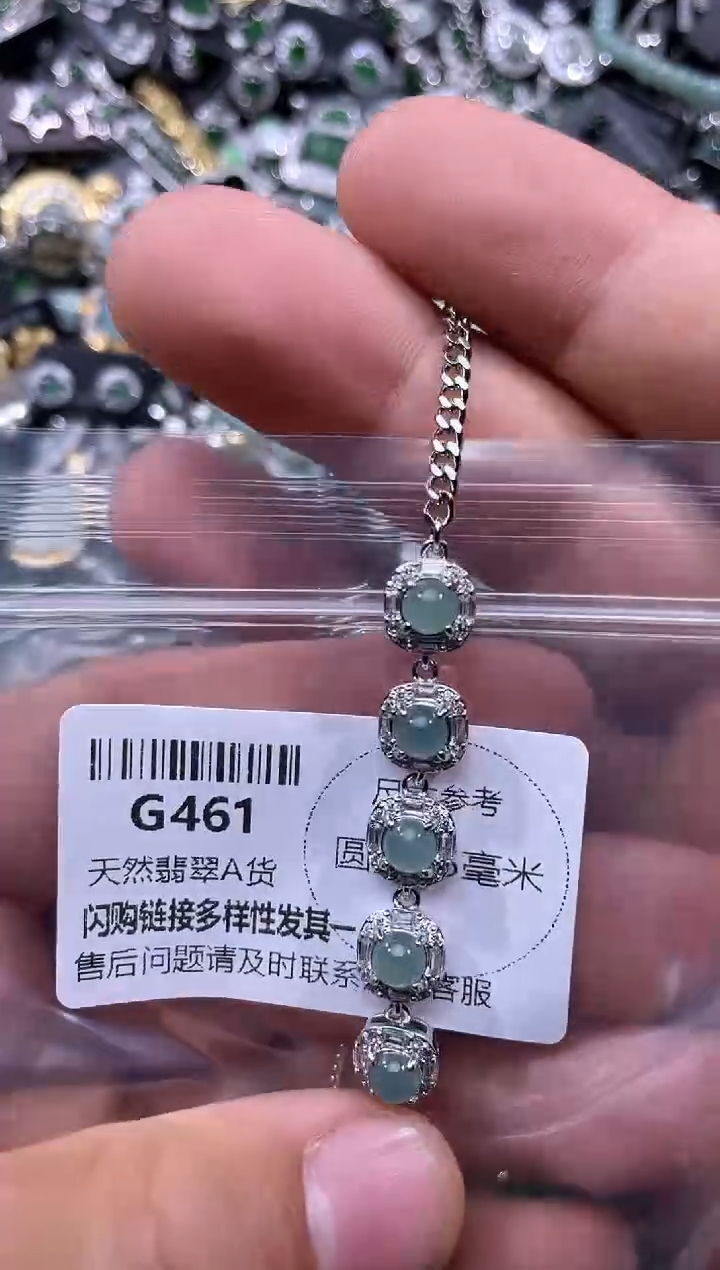 G461
天然翡翠A货
闪购链接多样性发其一
售后问题请及时联系 客服
参考
圆 毫米